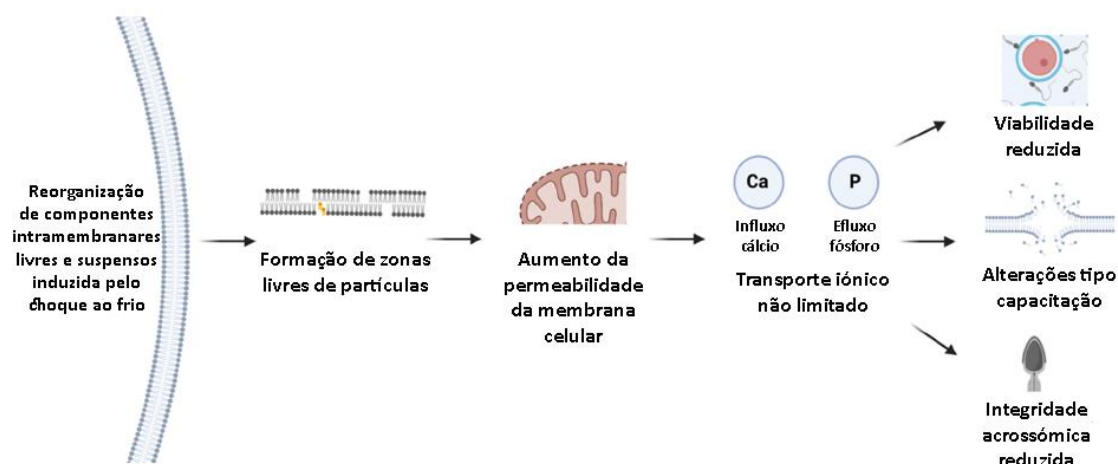 Reorganização
de componentes
intramembranares
livres e suspensos
induzida pelo
choque ao frio
Formação de zonas
livres de partículas
Aumento da
permeabilidade
da membrana
celular
Ca
P
Influxo
cálcio
Efluxo
fósforo
Transporte iónico
não limitado
Viabilidade
reduzida
Alterações tipo
capacitação
Integridade
acrossómica
reduzida